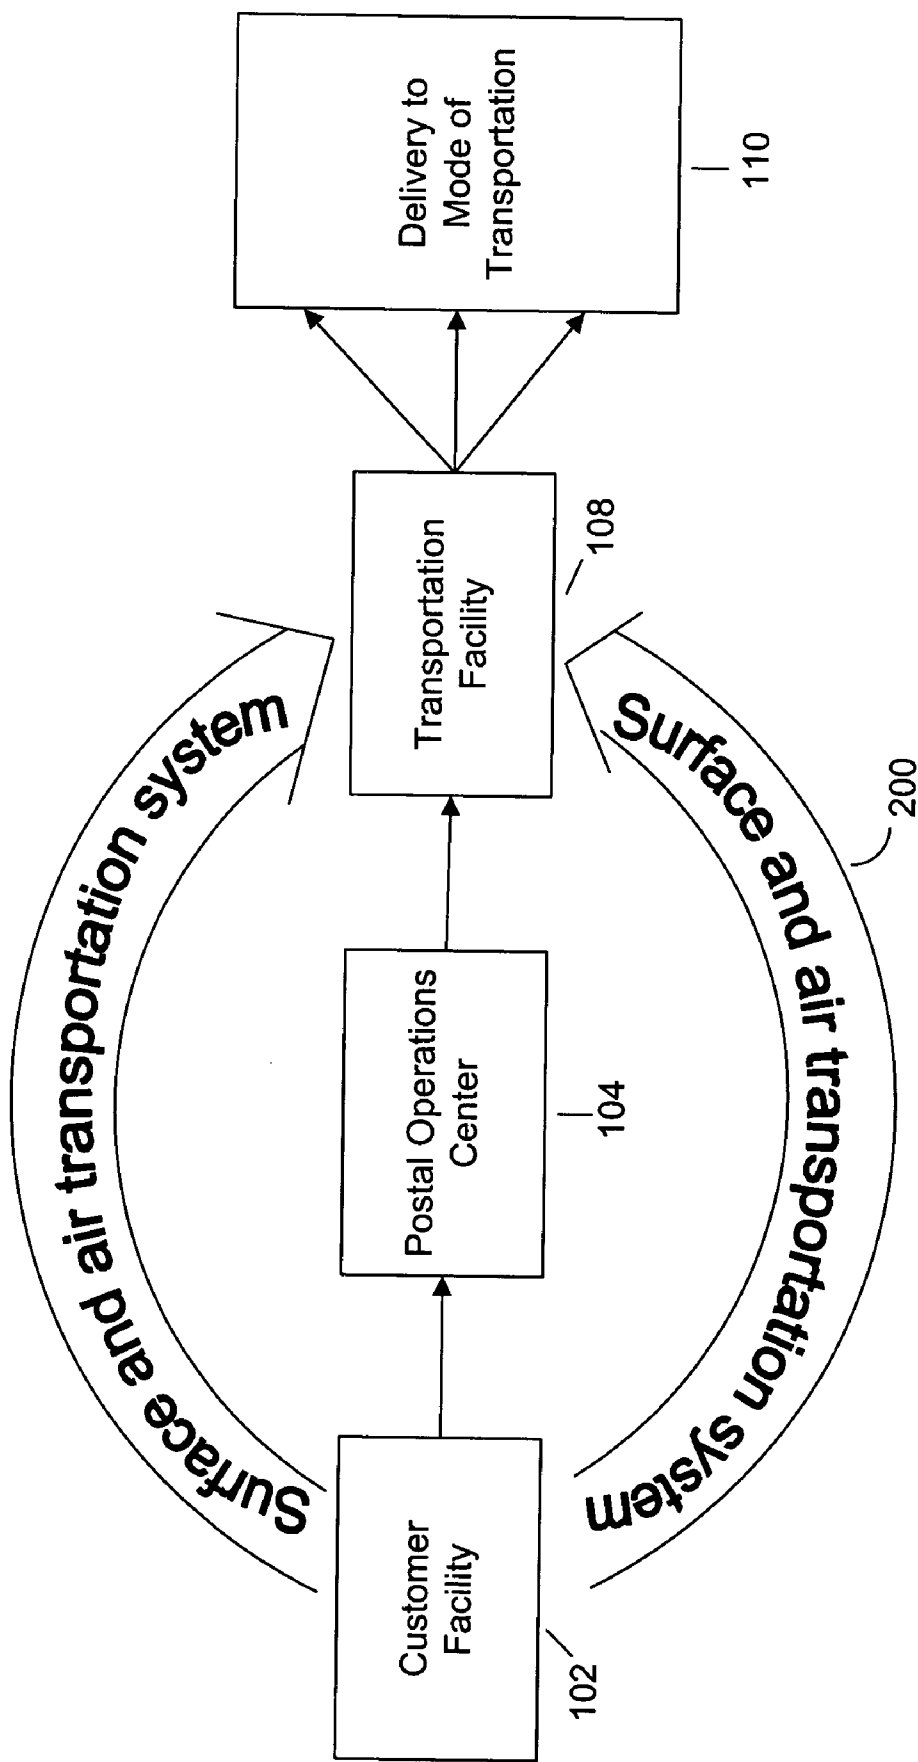 Surface and air transportation system
Customer
Facility
102
Postal Operations
Center
104
Transportation
Facility
108
Delivery to
Mode of
Transportation
110
Surface and air transportation system
200